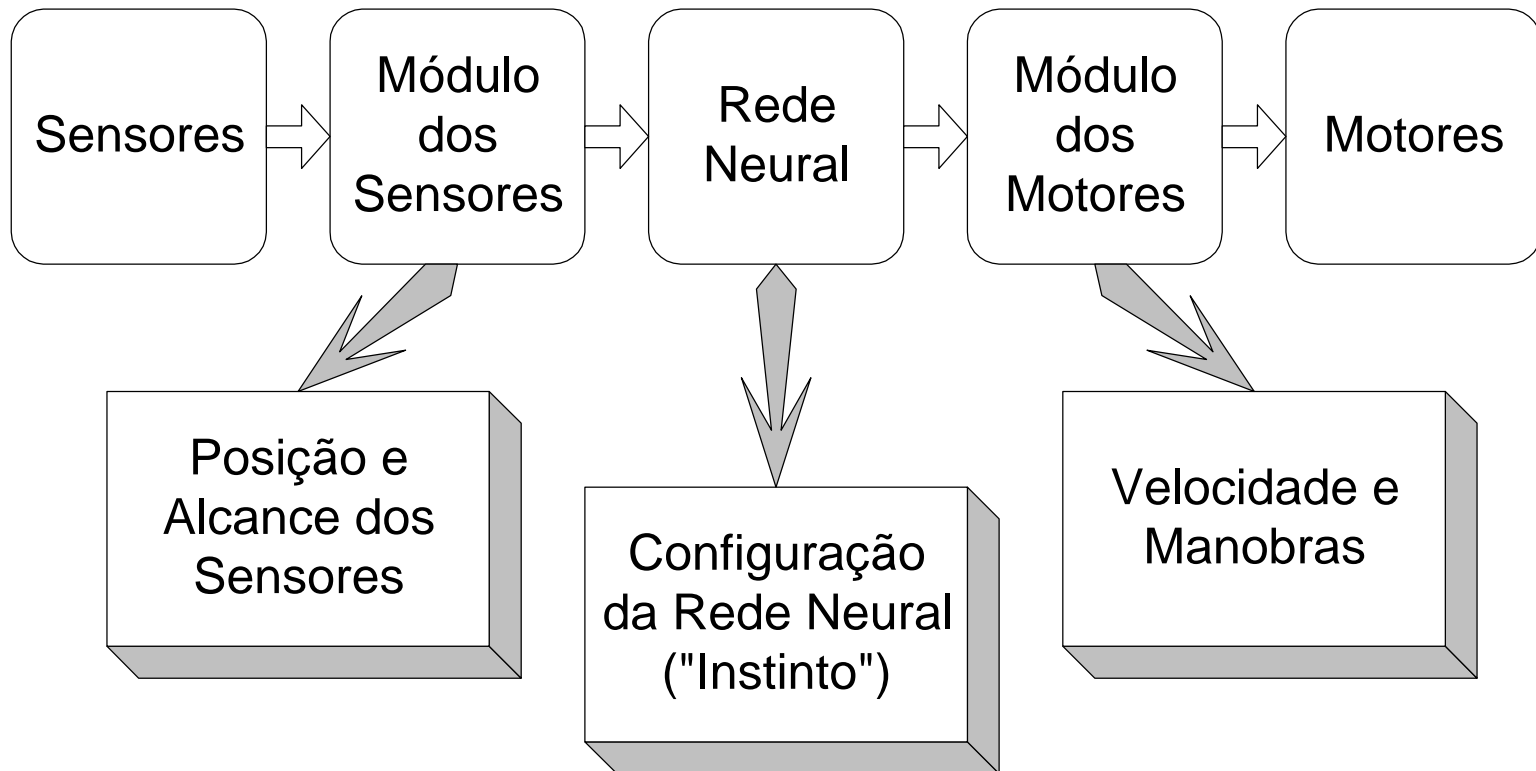 Sensores
Módulo
dos
Sensores
Rede
Neural
Módulo
dos
Motores
Motores
Posição e
Alcance dos
Sensores
Configuração
da Rede Neural
("Instinto")
Velocidade e
Manobras